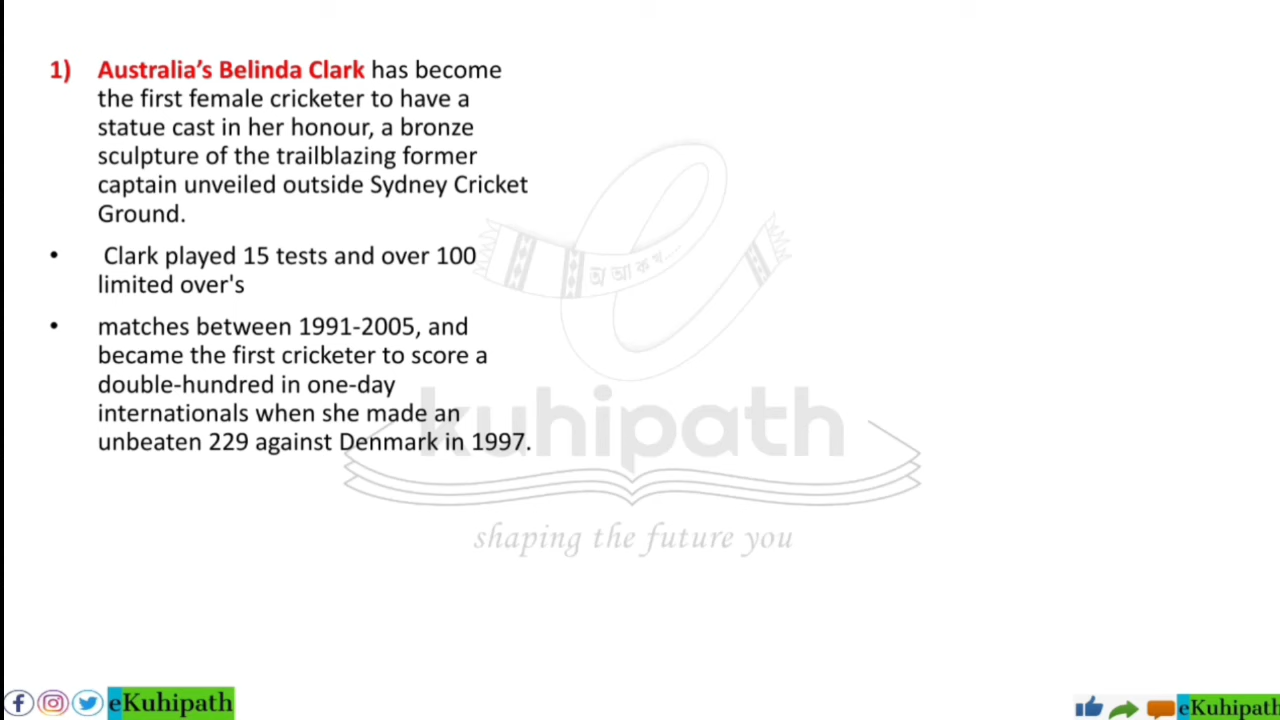 1) Australia’s Belinda Clark has become
the first female cricketer to have a
statue cast in her honour, a bronze
sculpture of the trailblazing former
captain unveiled outside Sydney Cricket
Ground.
• Clark played 15 tests and over 100
limited over's
• matches between 1991-2005, and
became the first cricketer to score a
double-hundred in one-day
internationals when she made an
unbeaten 229 against Denmark in 1997.
অ আ ক খ....
kuhipath
shaping the future you
eKuhipath
eKuhipath